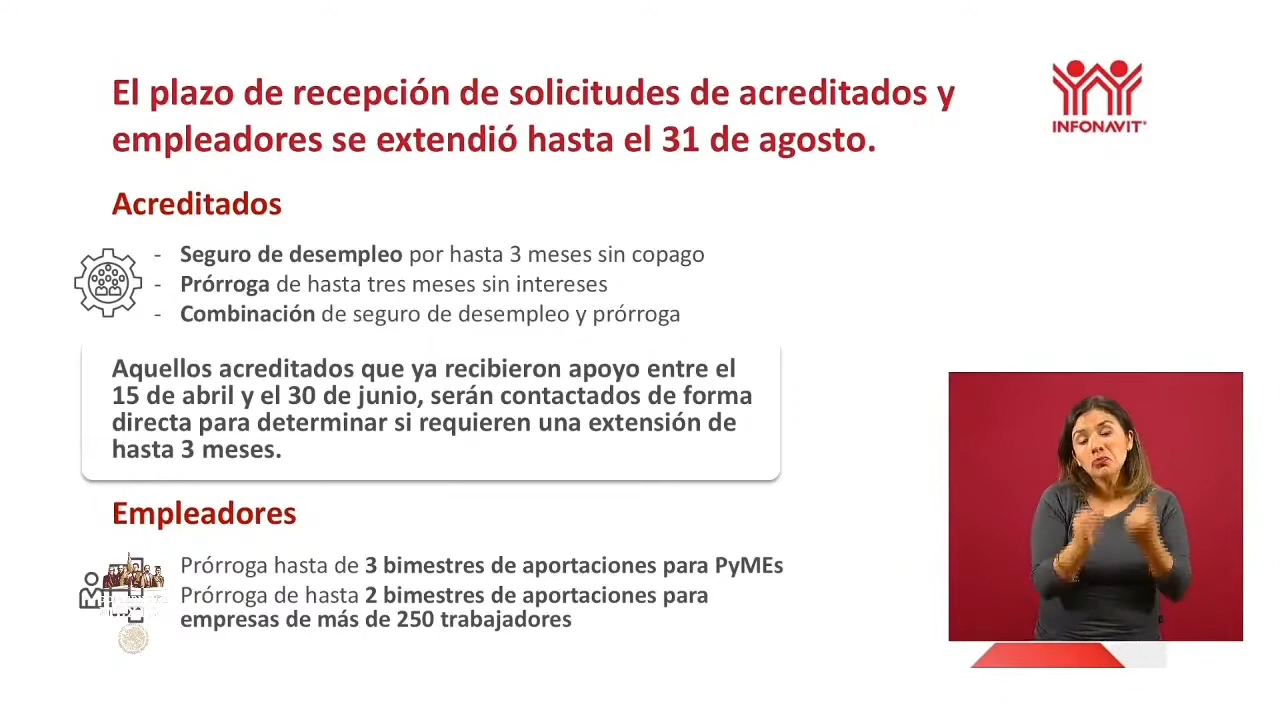 El plazo de recepción de solicitudes de acreditados y
empleadores se extendió hasta el 31 de agosto.
INFONAVIT
Acreditados
- Seguro de desempleo por hasta 3 meses sin copago
- Prórroga de hasta tres meses sin intereses
- Combinación de seguro de desempleo y prórroga
Aquellos acreditados que ya recibieron apoyo entre el
15 de abril y el 30 de junio, serán contactados de forma
directa para determinar si requieren una extensión de
hasta 3 meses.
Empleadores
Prórroga hasta de 3 bimestres de aportaciones para PyMEs
Prórroga de hasta 2 bimestres de aportaciones para
empresas de más de 250 trabajadores